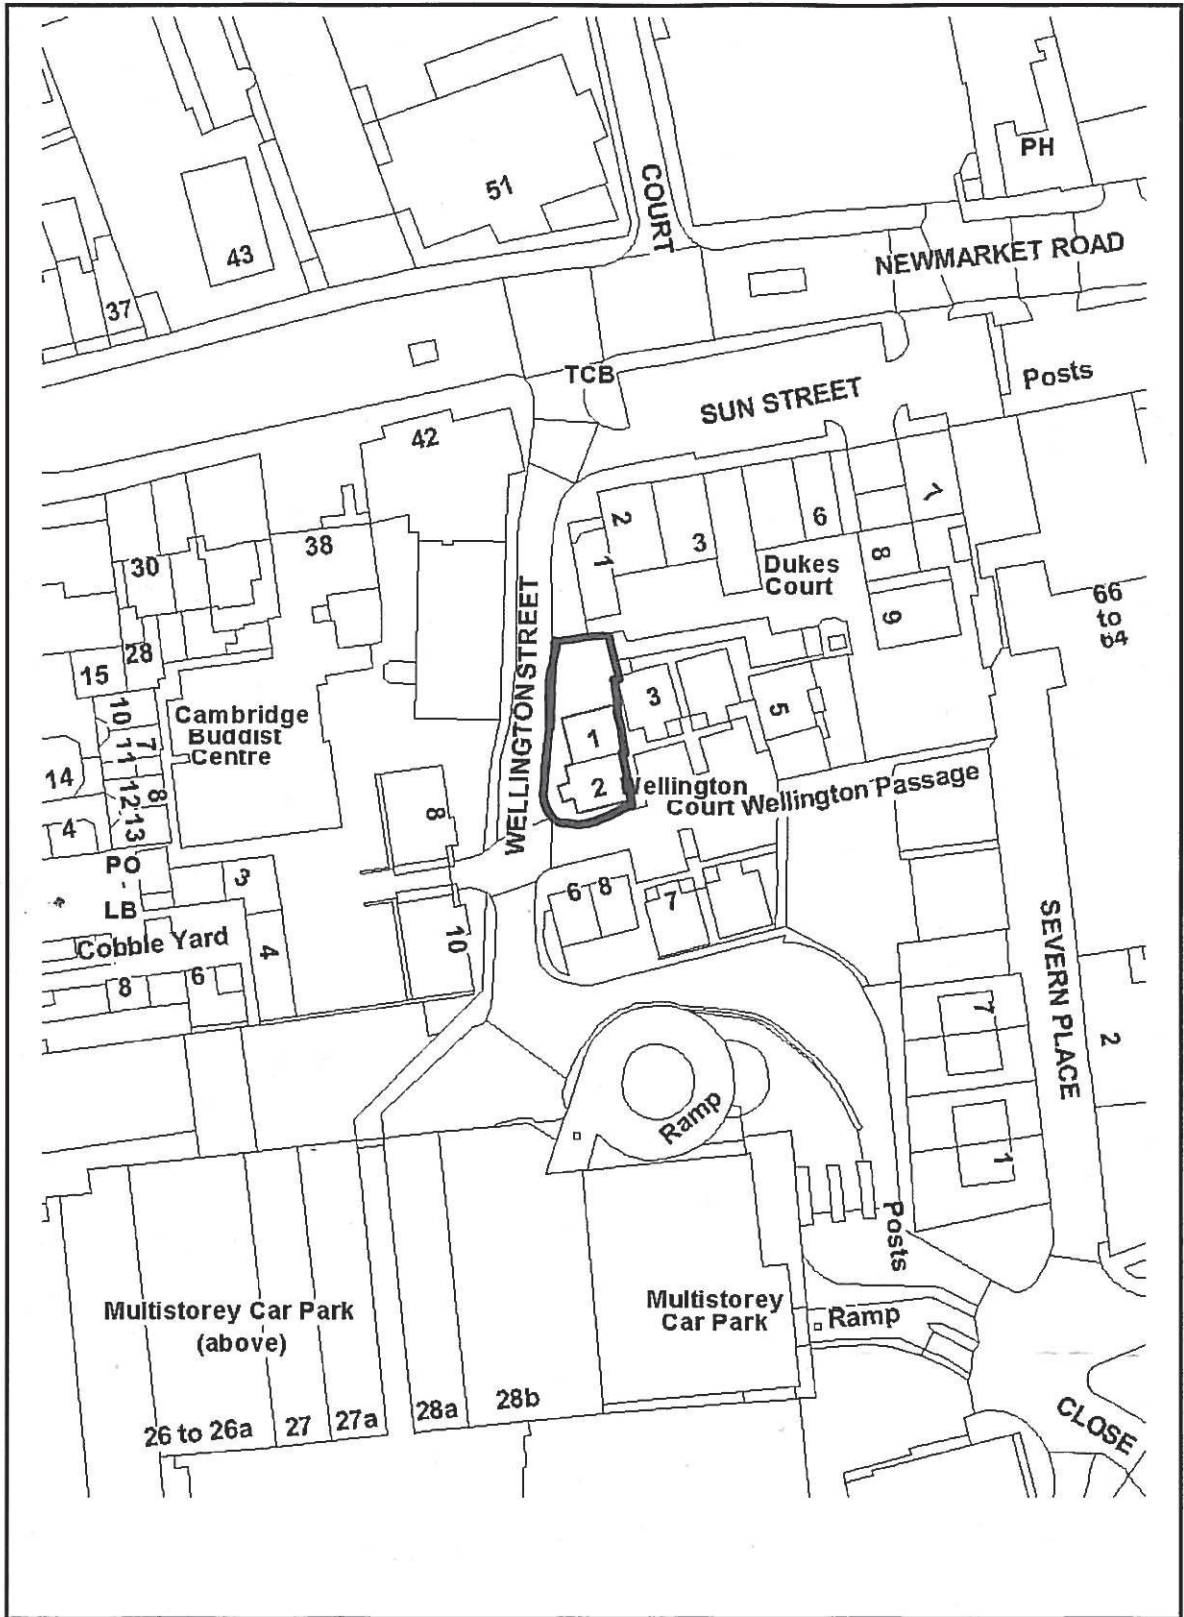 PH
COURT
51
NEWMARKET ROAD
43
37
TCB
Posts
SUN STREET
42
2
1
3
6
7
8
9
Dukes
Court
38
30
28
15
66
to
64
WELLINGTON STREET
10
7
11
12
8
13
14
4
Cambridge
Buddist
Centre
3
5
1
2
Wellington
Court
Wellington Passage
8
PO
-
LB
3
4
Cobble Yard
8
6
10
6
8
7
SEVERN PLACE
7
2
1
Ramp
Posts
Multistorey Car Park
(above)
Multistorey
Car Park
Ramp
26 to 26a
27
27a
28a
28b
CLOSE